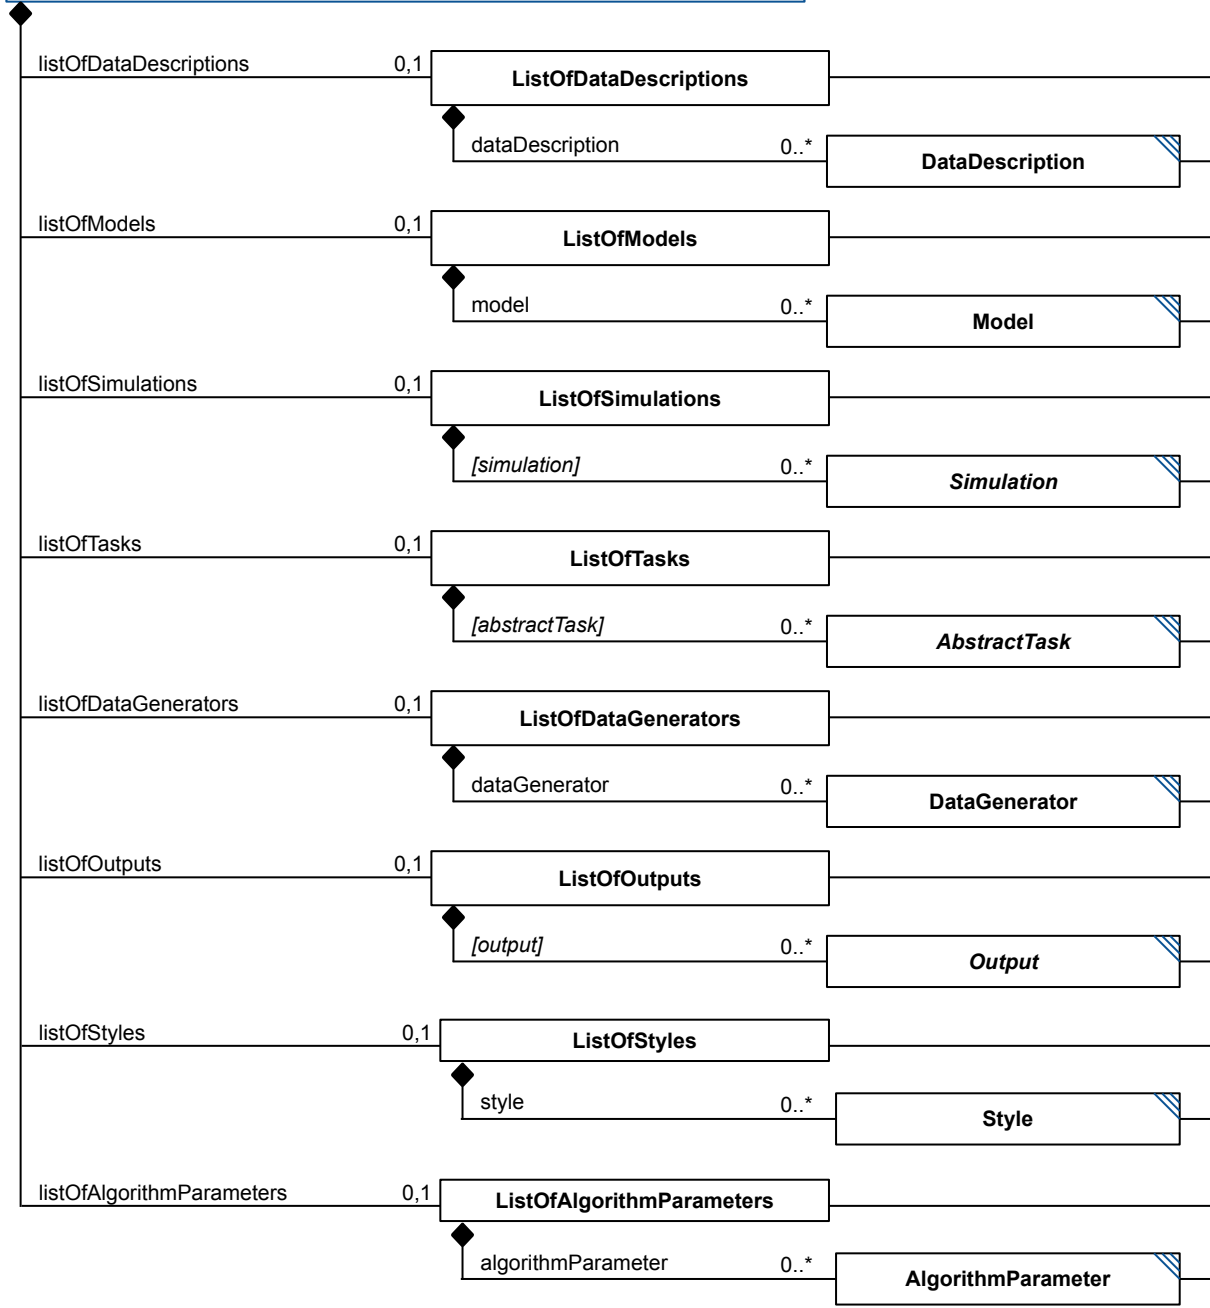 listOfDataDescriptions 0,1 ListOfDataDescriptions
dataDescription 0..* DataDescription
listOfModels 0,1 ListOfModels
model 0..* Model
listOfSimulations 0,1 ListOfSimulations
[simulation] 0..* Simulation
listOfTasks 0,1 ListOfTasks
[abstractTask] 0..* AbstractTask
listOfDataGenerators 0,1 ListOfDataGenerators
dataGenerator 0..* DataGenerator
listOfOutputs 0,1 ListOfOutputs
[output] 0..* Output
listOfStyles 0,1 ListOfStyles
style 0..* Style
listOfAlgorithmParameters 0,1 ListOfAlgorithmParameters
algorithmParameter 0..* AlgorithmParameter